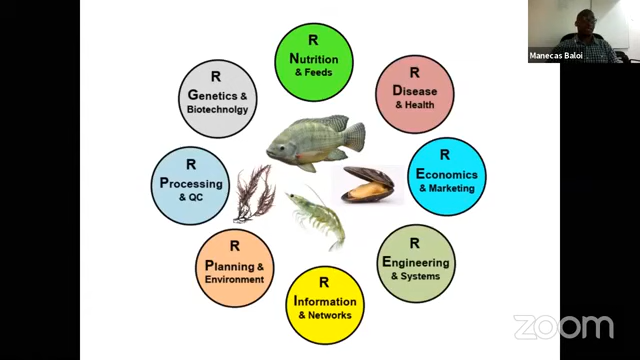 R
Nutrition
& Feeds
R
Disease
& Health
R
Economics
& Marketing
R
Engineering
& Systems
R
Information
& Networks
R
Planning &
Environment
R
Processing
& QC
R
Genetics &
Biotechnolgy
Manecas Baloi
zoom